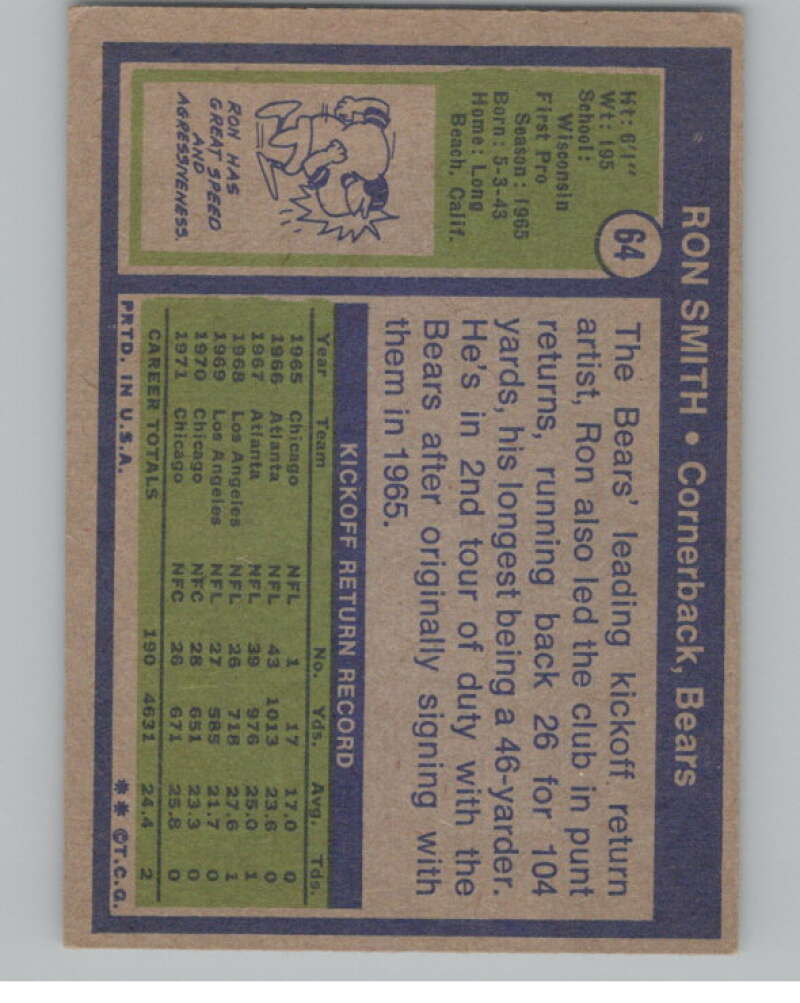 RON SMITH • Cornerback, Bears
64
Ht: 6'1"
Wt: 195
School:
Wisconsin
First Pro
Season: 1965
Born: 5-3-43
Home: Long
Beach, Calif.
RON HAS
GREAT SPEED
AND
AGRESSIVENESS.
The Bears' leading kickoff return
artist, Ron also led the club in punt
returns, running back 26 for 104
yards, his longest being a 46-yarder.
He's in 2nd tour of duty with the
Bears after originally signing with
them in 1965.
KICKOFF RETURN RECORD
Year Team No. Yds. Avg. Tds.
1965 Chicago NFL 1 17 17.0 0
1966 Atlanta NFL 43 1013 23.6 0
1967 Atlanta NFL 39 976 25.0 1
1968 Los Angeles NFL 26 718 27.6 1
1969 Los Angeles NFL 27 585 21.7 0
1970 Chicago NFC 28 651 23.3 0
1971 Chicago NFC 26 671 25.8 0
CAREER TOTALS 190 4631 24.4 2
PRTD. IN U.S.A. ** ©T.C.G.